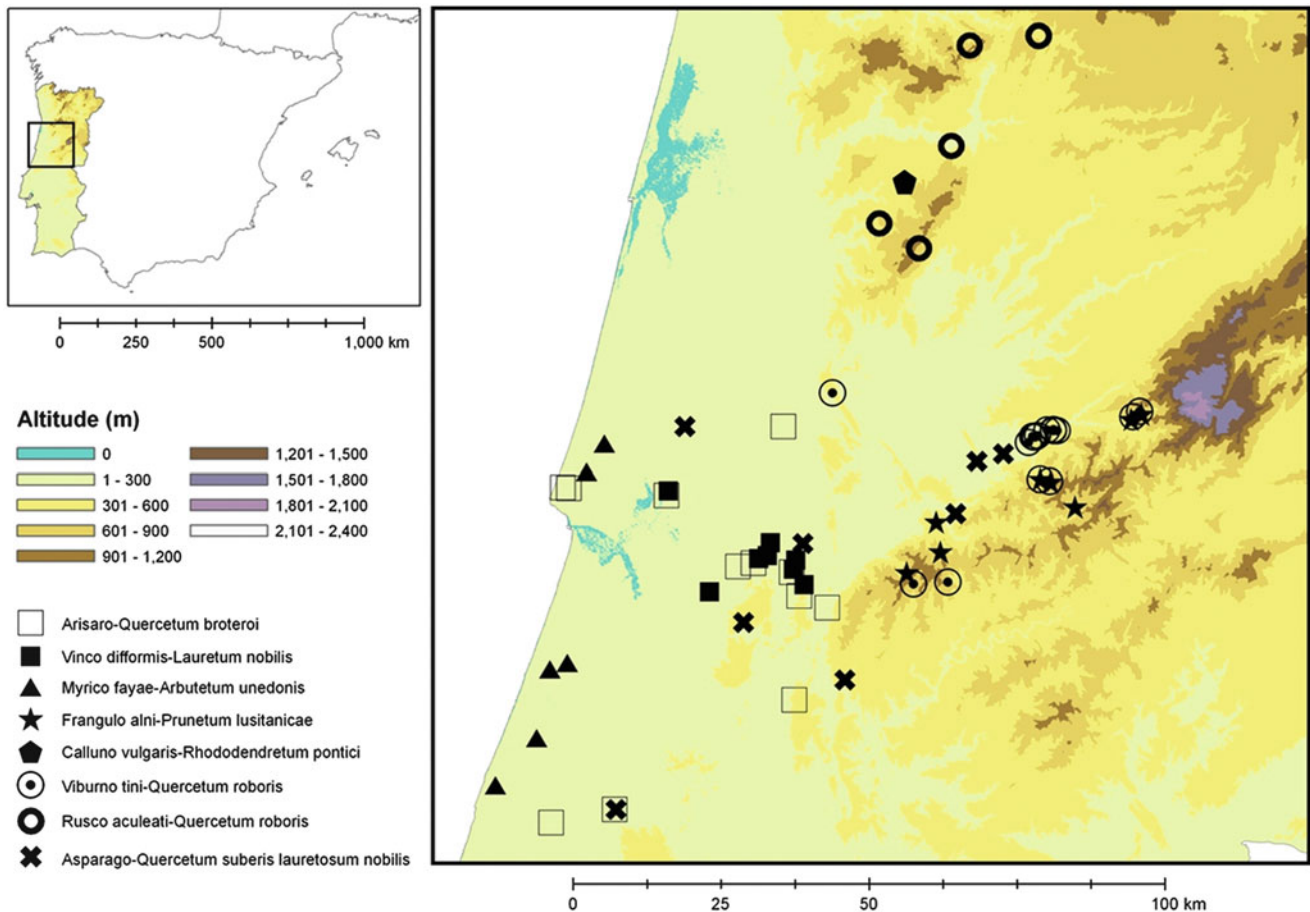 0 250 500 1,000 km
Altitude (m)
0
1 - 300
301 - 600
601 - 900
901 - 1,200
1,201 - 1,500
1,501 - 1,800
1,801 - 2,100
2,101 - 2,400
Arisaro-Quercetum broteroi
Vinco difformis-Lauretum nobilis
Myrico fayae-Arbutetum unedonis
Frangulo alni-Prunetum lusitanicae
Calluno vulgaris-Rhododendretum pontici
Viburno tini-Quercetum roboris
Rusco aculeati-Quercetum roboris
Asparago-Quercetum suberis lauretosum nobilis
0 25 50 100 km